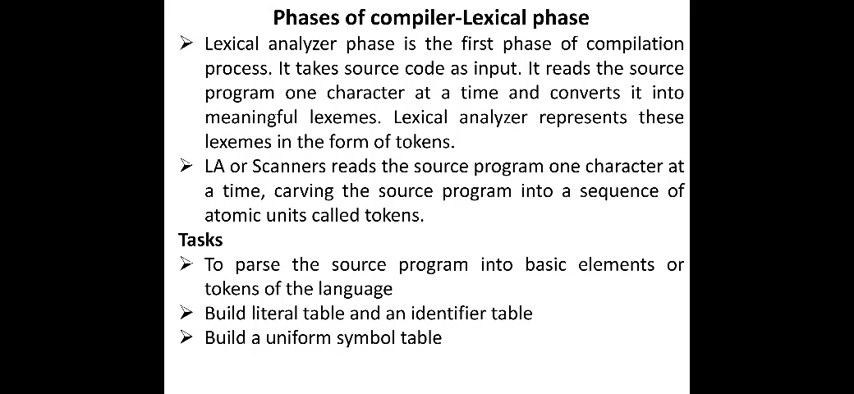 Phases of compiler-Lexical phase
➢ Lexical analyzer phase is the first phase of compilation
process. It takes source code as input. It reads the source
program one character at a time and converts it into
meaningful lexemes. Lexical analyzer represents these
lexemes in the form of tokens.
➢ LA or Scanners reads the source program one character at
a time, carving the source program into a sequence of
atomic units called tokens.
Tasks
➢ To parse the source program into basic elements or
tokens of the language
➢ Build literal table and an identifier table
➢ Build a uniform symbol table